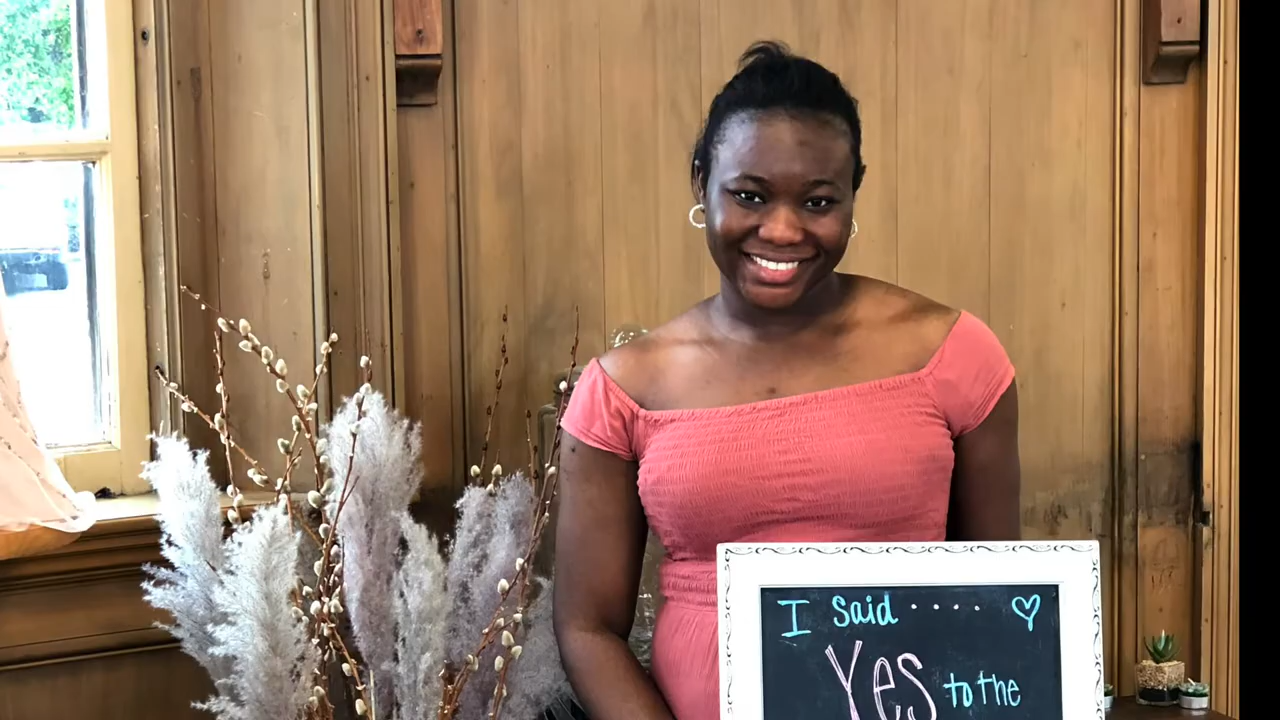 I said ....
Yes to the